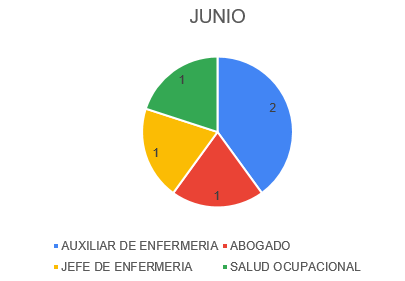 JUNIO
1
2
1
1
AUXILIAR DE ENFERMERIA ABOGADO
JEFE DE ENFERMERIA SALUD OCUPACIONAL